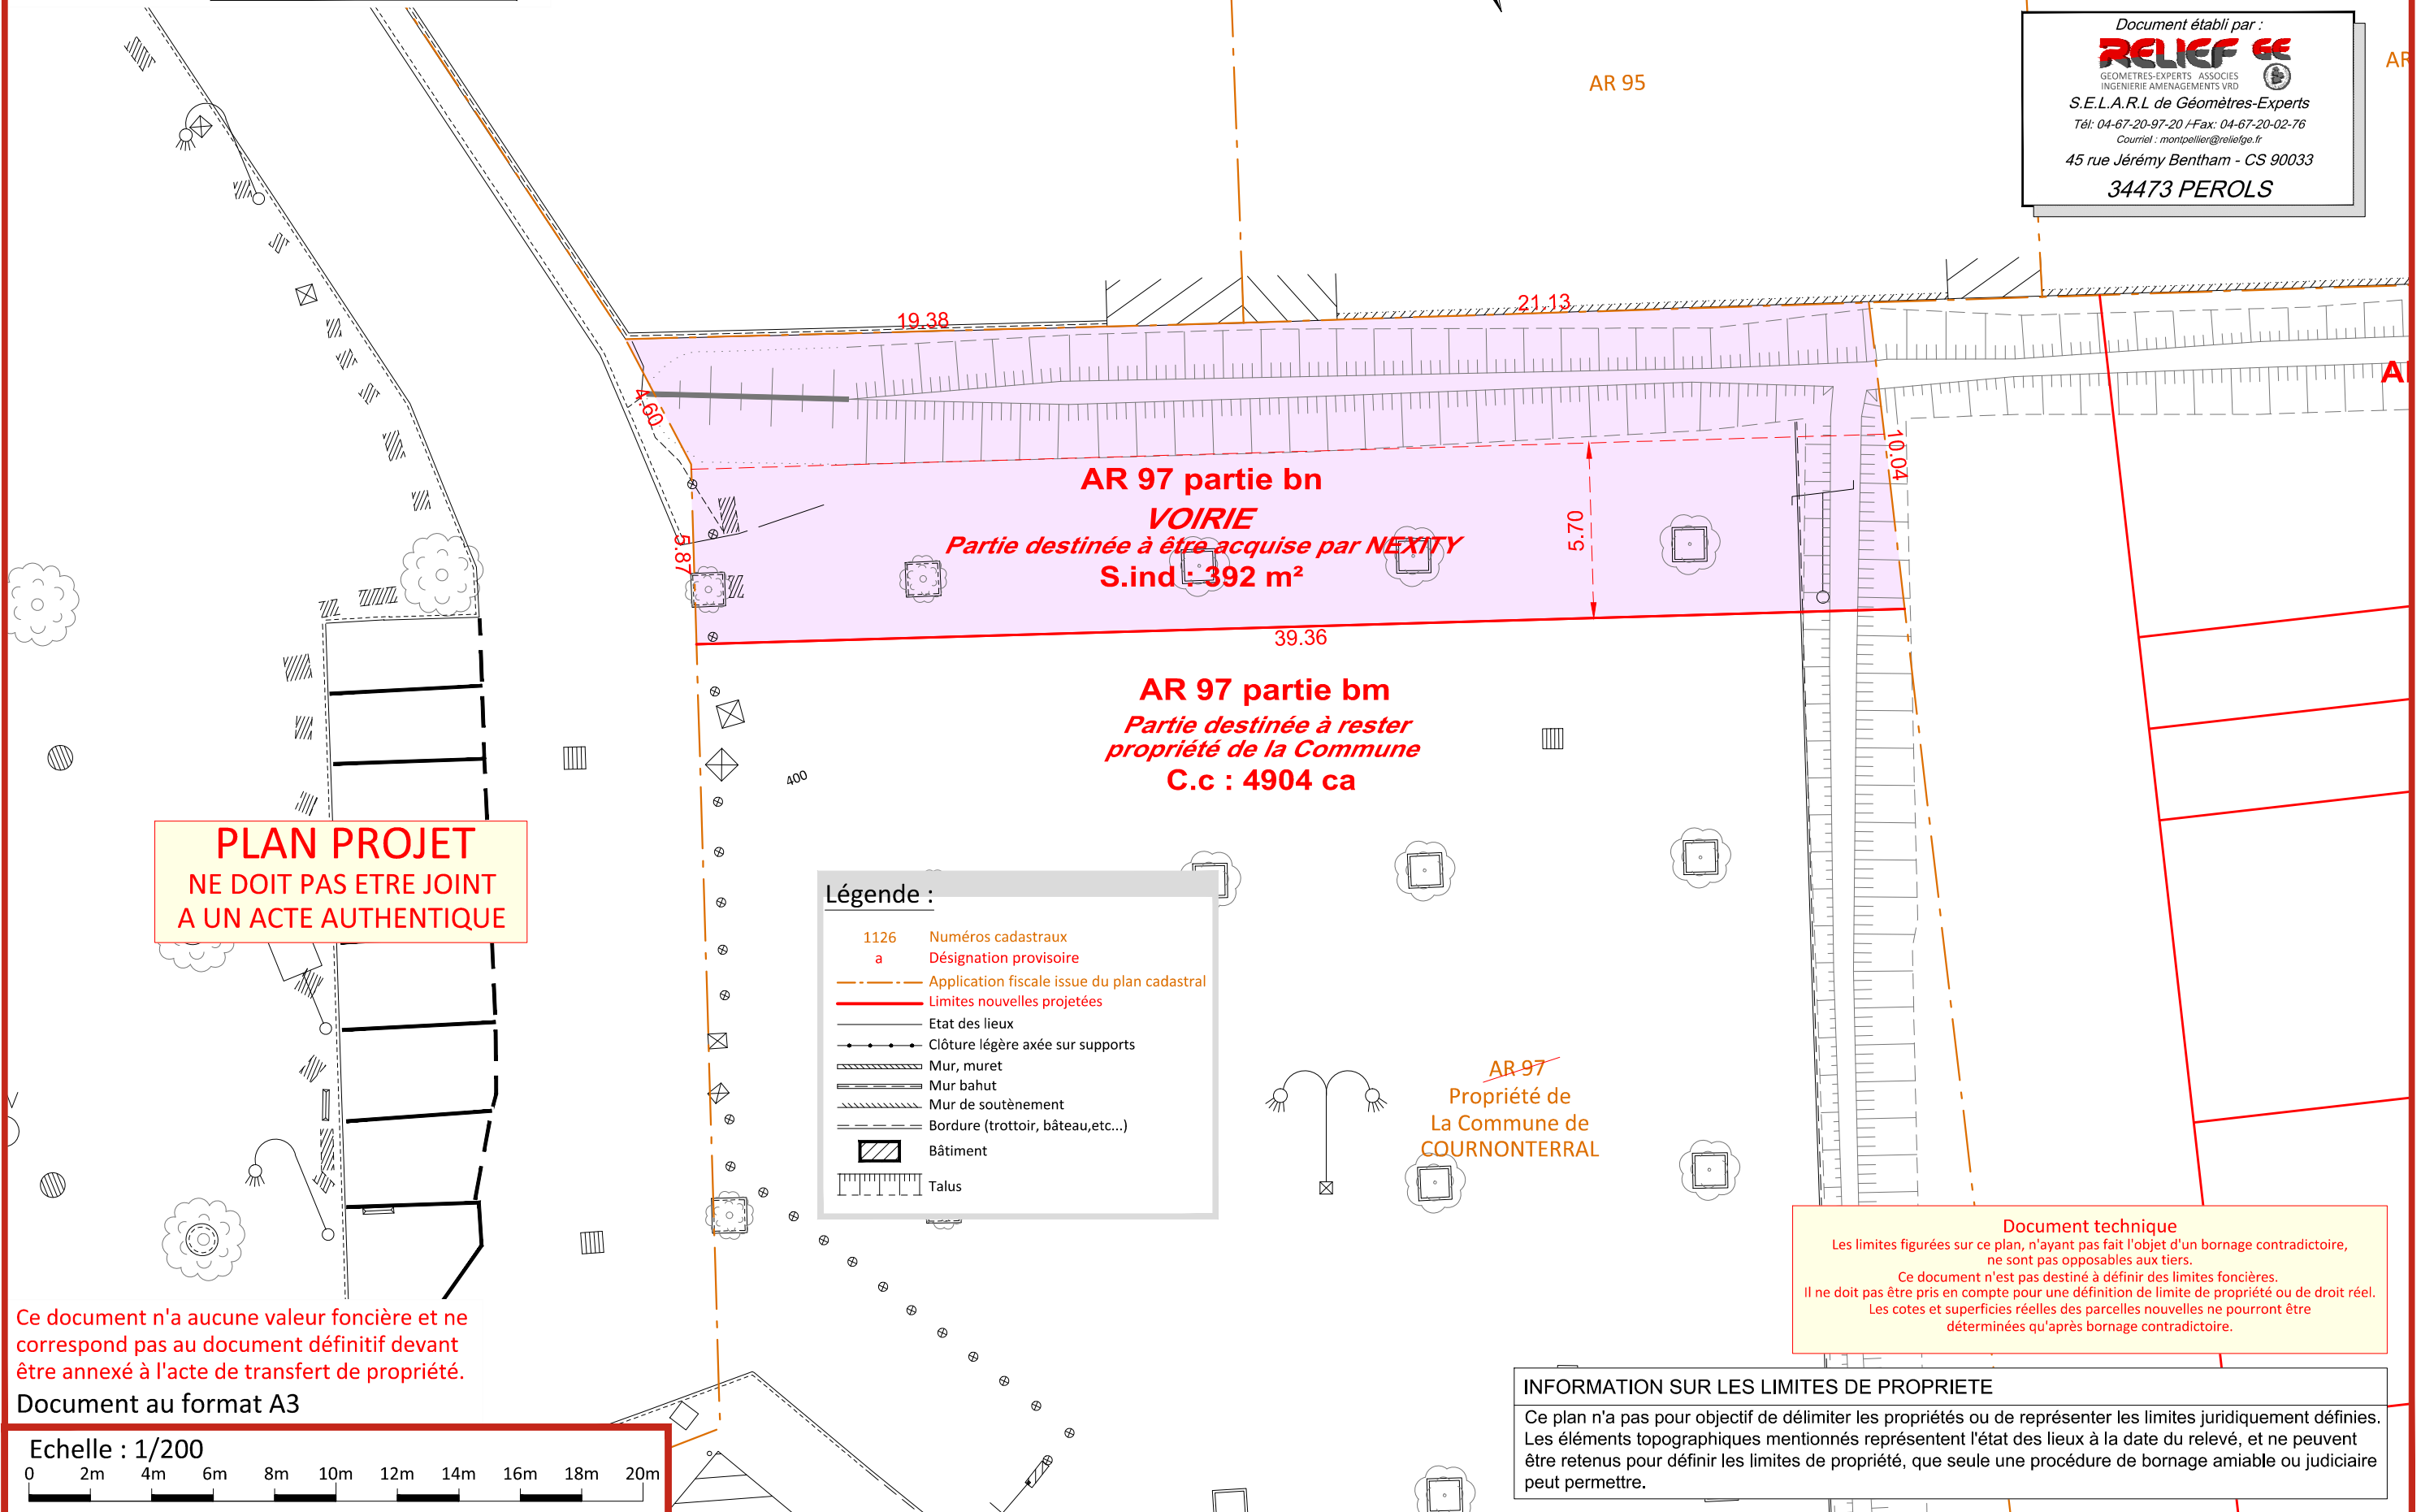 Document établi par :
RELIEF GE
GEOMETRES-EXPERTS ASSOCIES
INGENIERIE AMENAGEMENTS VRD
S.E.L.A.R.L de Géomètres-Experts
Tél: 04-67-20-97-20 / Fax: 04-67-20-02-76
Courriel : montpellier@reliefge.fr
45 rue Jérémy Bentham - CS 90033
34473 PEROLS
AR 95
AR
19.38
21.13
4.60
10.04
5.87
5.70
39.36
AR 97 partie bn
VOIRIE
Partie destinée à être acquise par NEXITY
S.ind : 392 m²
AR 97 partie bm
Partie destinée à rester
propriété de la Commune
C.c : 4904 ca
400
PLAN PROJET
NE DOIT PAS ETRE JOINT
A UN ACTE AUTHENTIQUE
Légende :
1126 Numéros cadastraux
a Désignation provisoire
Application fiscale issue du plan cadastral
Limites nouvelles projetées
Etat des lieux
Clôture légère axée sur supports
Mur, muret
Mur bahut
Mur de soutènement
Bordure (trottoir, bâteau,etc...)
Bâtiment
Talus
AR 97
Propriété de
La Commune de
COURNONTERRAL
Document technique
Les limites figurées sur ce plan, n'ayant pas fait l'objet d'un bornage contradictoire,
ne sont pas opposables aux tiers.
Ce document n'est pas destiné à définir des limites foncières.
Il ne doit pas être pris en compte pour une définition de limite de propriété ou de droit réel.
Les cotes et superficies réelles des parcelles nouvelles ne pourront être
déterminées qu'après bornage contradictoire.
Ce document n'a aucune valeur foncière et ne
correspond pas au document définitif devant
être annexé à l'acte de transfert de propriété.
Document au format A3
INFORMATION SUR LES LIMITES DE PROPRIETE
Ce plan n'a pas pour objectif de délimiter les propriétés ou de représenter les limites juridiquement définies.
Les éléments topographiques mentionnés représentent l'état des lieux à la date du relevé, et ne peuvent
être retenus pour définir les limites de propriété, que seule une procédure de bornage amiable ou judiciaire
peut permettre.
Echelle : 1/200
0 2m 4m 6m 8m 10m 12m 14m 16m 18m 20m